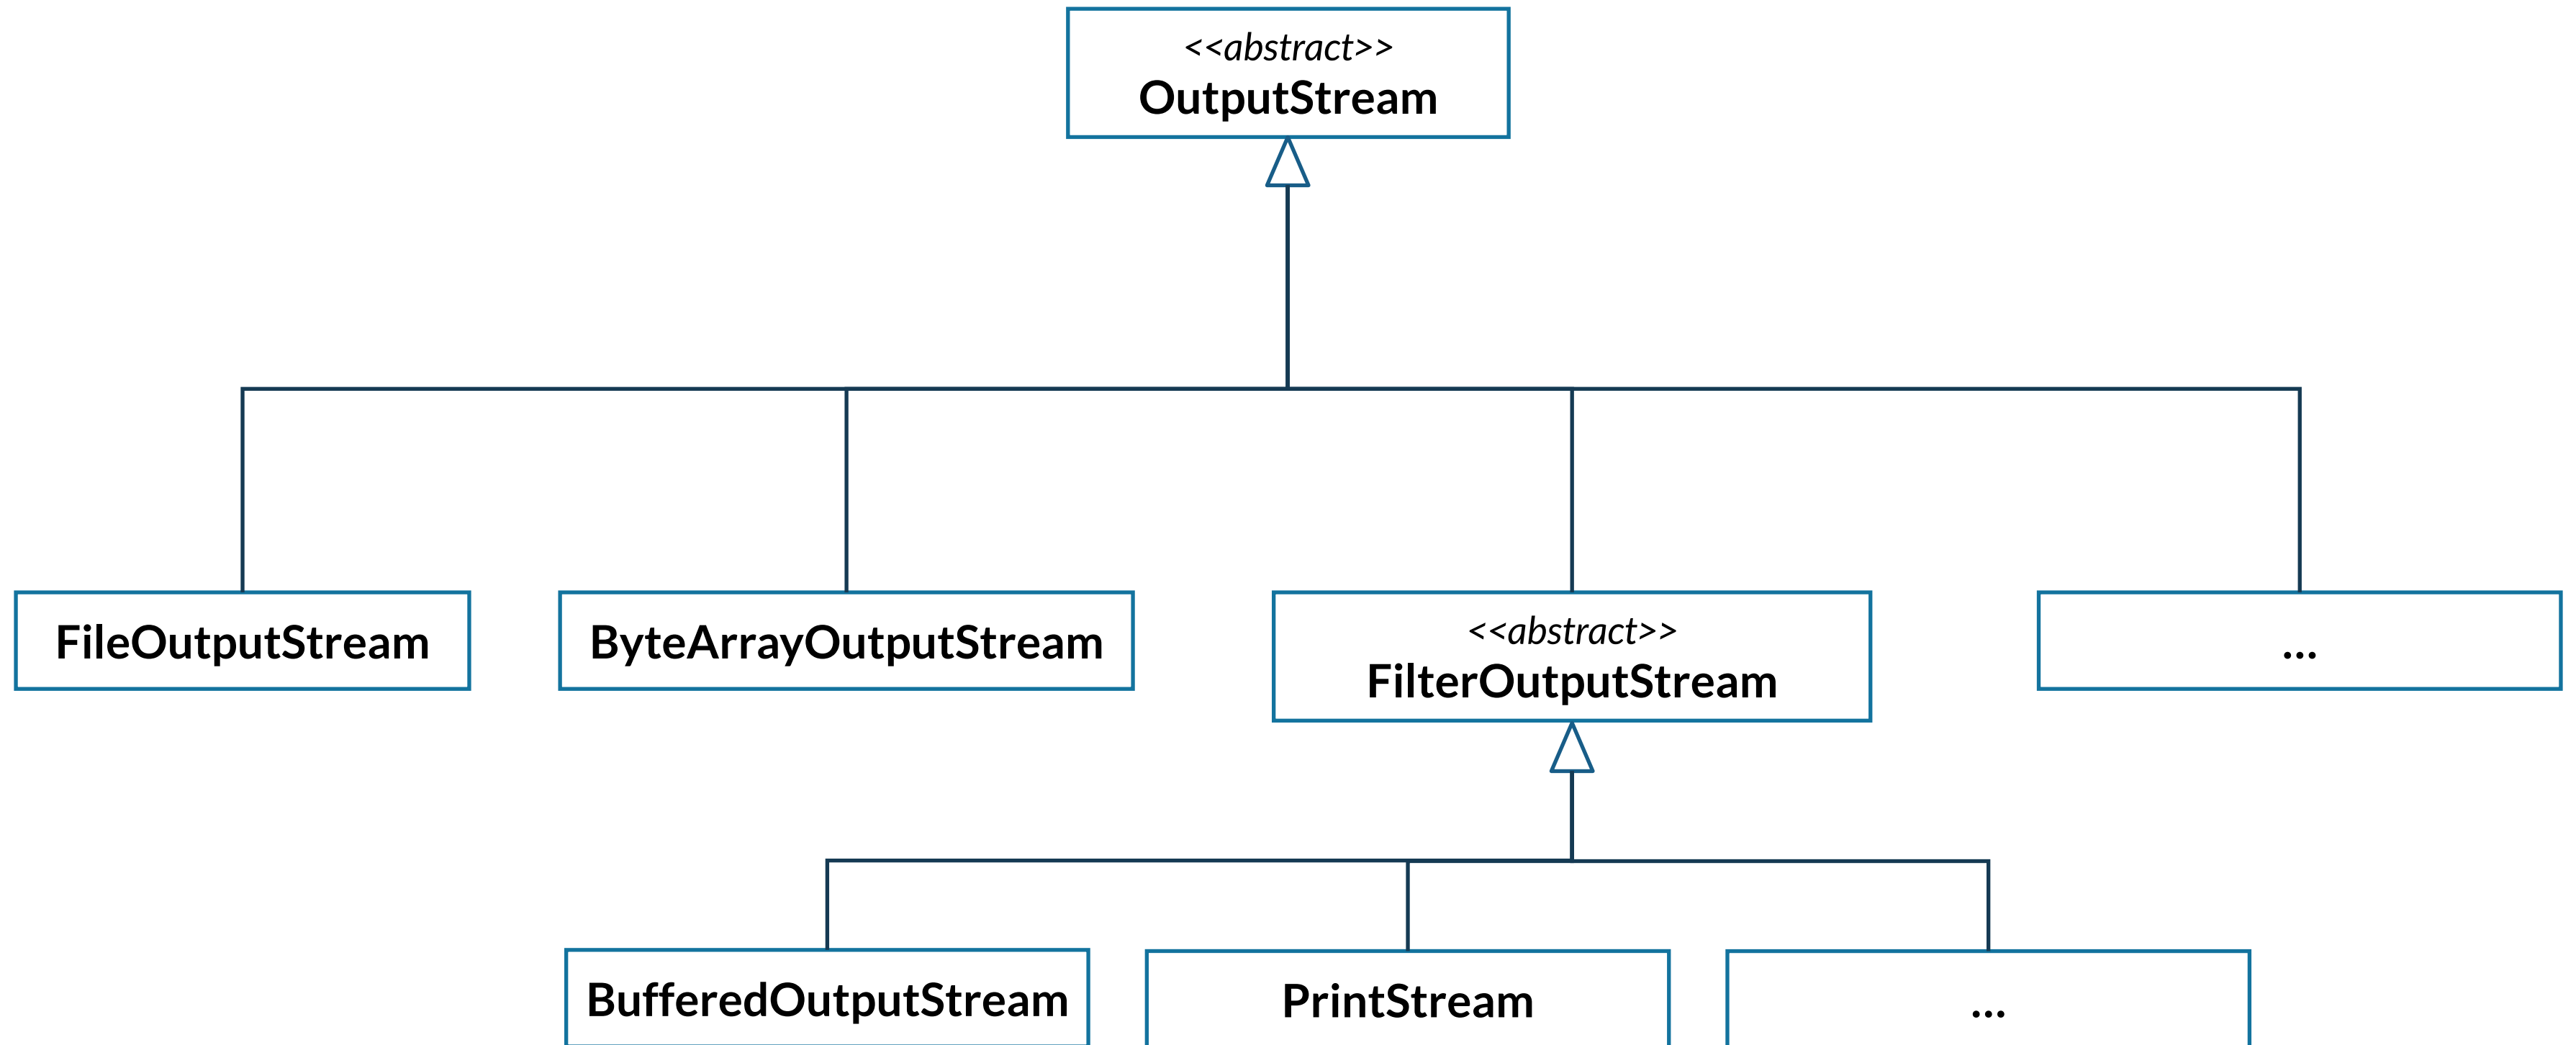 <<abstract>>
OutputStream
FileOutputStream
ByteArrayOutputStream
<<abstract>>
FilterOutputStream
...
BufferedOutputStream
PrintStream
...